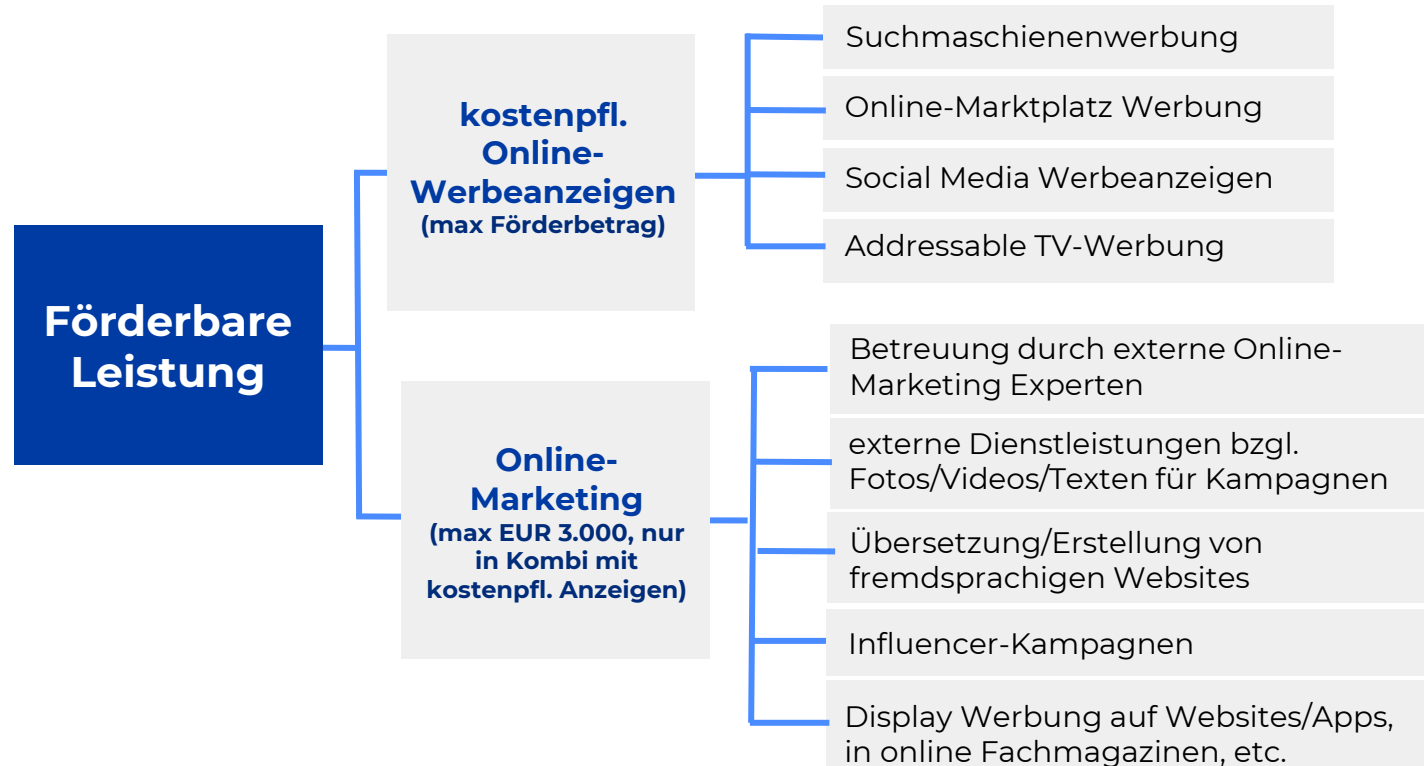 Förderbare
Leistung
kostenpfl.
Online-
Werbeanzeigen
(max Förderbetrag)
Suchmaschienenwerbung
Online-Marktplatz Werbung
Social Media Werbeanzeigen
Addressable TV-Werbung
Online-
Marketing
(max EUR 3.000, nur
in Kombi mit
kostenpfl. Anzeigen)
Betreuung durch externe Online-
Marketing Experten
externe Dienstleistungen bzgl.
Fotos/Videos/Texten für Kampagnen
Übersetzung/Erstellung von
fremdsprachigen Websites
Influencer-Kampagnen
Display Werbung auf Websites/Apps,
in online Fachmagazinen, etc.